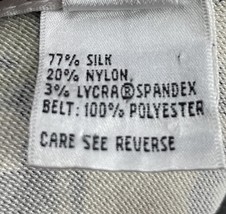 77% SILK
20% NYLON,
3% LYCRA®SPANDEX
BELT: 100% POLYESTER
CARE SEE REVERSE